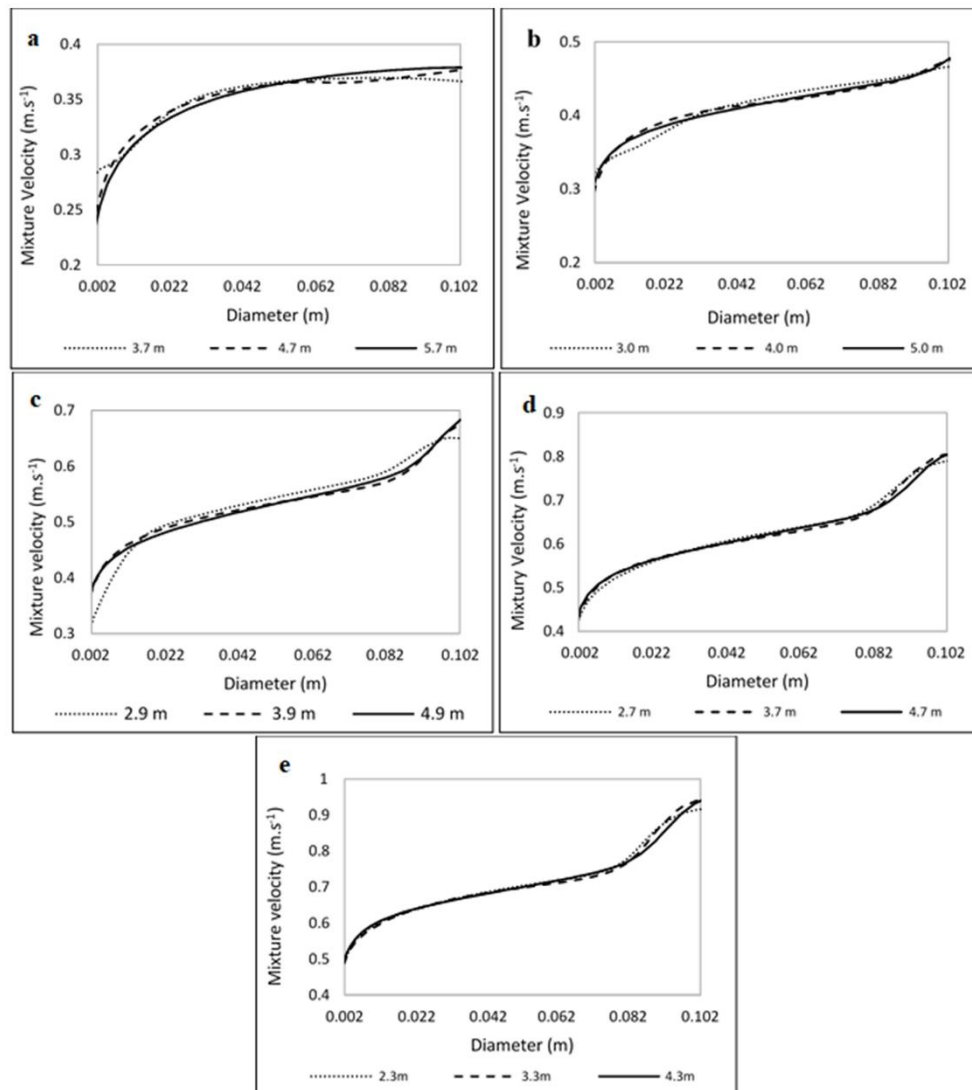 a
Mixture Velocity (m.s⁻¹)
0.4
0.35
0.3
0.25
0.2
0.002 0.022 0.042 0.062 0.082 0.102
Diameter (m)
3.7 m 4.7 m 5.7 m
b
Mixture Velocity (m.s⁻¹)
0.5
0.4
0.3
0.2
0.002 0.022 0.042 0.062 0.082 0.102
Diameter (m)
3.0 m 4.0 m 5.0 m
c
Mixture velocity (m.s⁻¹)
0.7
0.6
0.5
0.4
0.3
0.002 0.022 0.042 0.062 0.082 0.102
Diameter (m)
2.9 m 3.9 m 4.9 m
d
Mixtury Velocity (m.s⁻¹)
0.9
0.8
0.7
0.6
0.5
0.4
0.002 0.022 0.042 0.062 0.082 0.102
Diameter (m)
2.7 m 3.7 m 4.7 m
e
Mixture velocity (m.s⁻¹)
1
0.9
0.8
0.7
0.6
0.5
0.4
0.002 0.022 0.042 0.062 0.082 0.102
Diameter (m)
2.3m 3.3m 4.3m